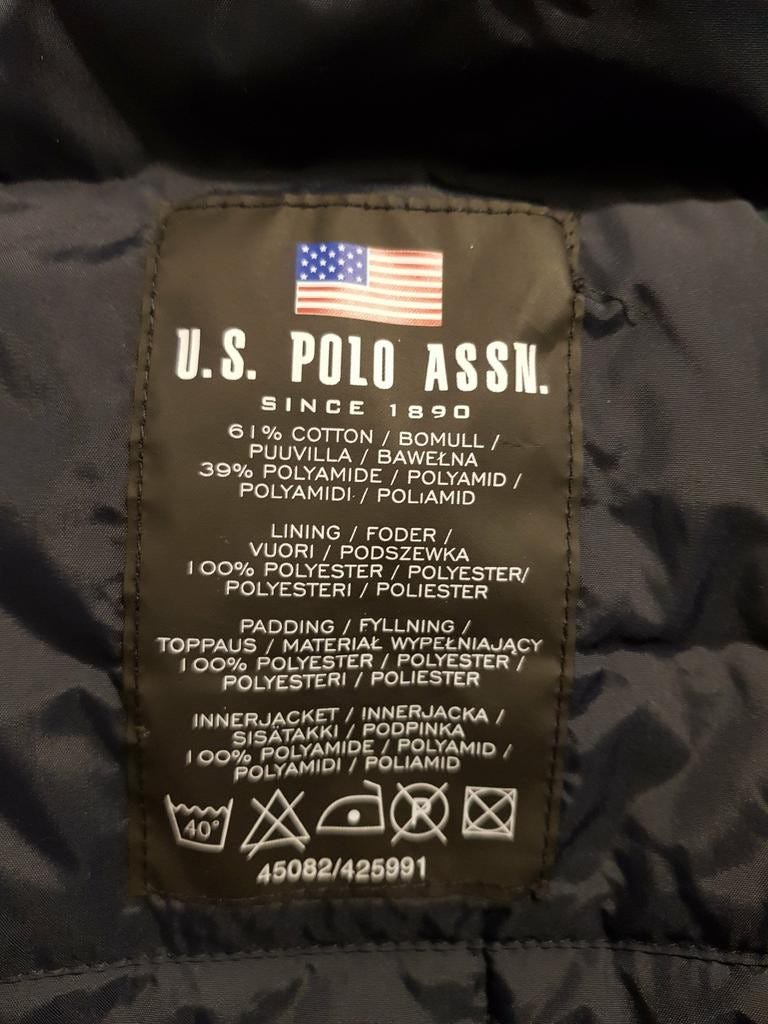 U.S. POLO ASSN.
SINCE 1890
61% COTTON / BOMULL /
PUUVILLA / BAWEŁNA
39% POLYAMIDE / POLYAMID /
POLYAMIDI / POLIAMID
LINING / FODER /
VUORI / PODSZEWKA
100% POLYESTER / POLYESTER/
POLYESTERI / POLIESTER
PADDING / FYLLNING /
TOPPAUS / MATERIAŁ WYPEŁNIAJĄCY
100% POLYESTER / POLYESTER /
POLYESTERI / POLIESTER
INNERJACKET / INNERJACKA /
SISÄTAKKI / PODPINKA
100% POLYAMIDE / POLYAMID /
POLYAMIDI / POLIAMID
40° P
45082/425991